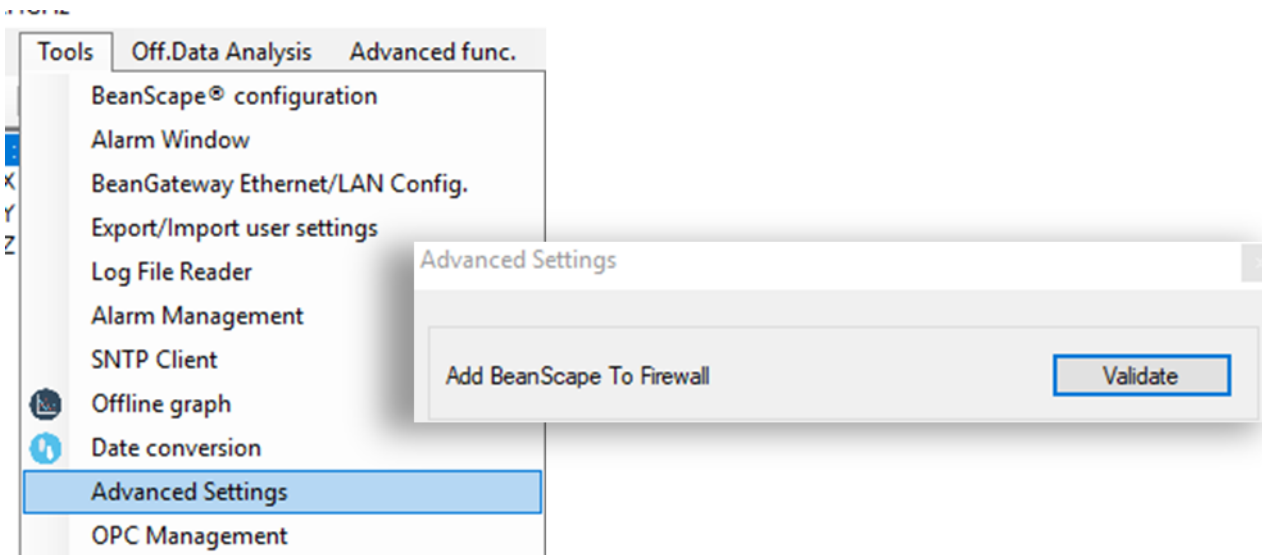 Tools Off.Data Analysis Advanced func.
BeanScape® configuration
Alarm Window
BeanGateway Ethernet/LAN Config.
X
Y
Export/Import user settings
Z
Advanced Settings
Log File Reader
Alarm Management
SNTP Client
Add BeanScape To Firewall Validate
Offline graph
Date conversion
Advanced Settings
OPC Management